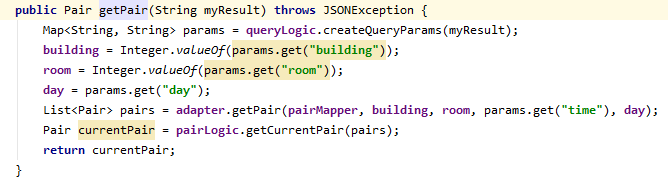 public Pair getPair(String myResult) throws JSONException {
    Map<String, String> params = queryLogic.createQueryParams(myResult);
    building = Integer.valueOf(params.get("building"));
    room = Integer.valueOf(params.get("room"));
    day = params.get("day");
    List<Pair> pairs = adapter.getPair(pairMapper, building, room, params.get("time"), day);
    Pair currentPair = pairLogic.getCurrentPair(pairs);
    return currentPair;
}